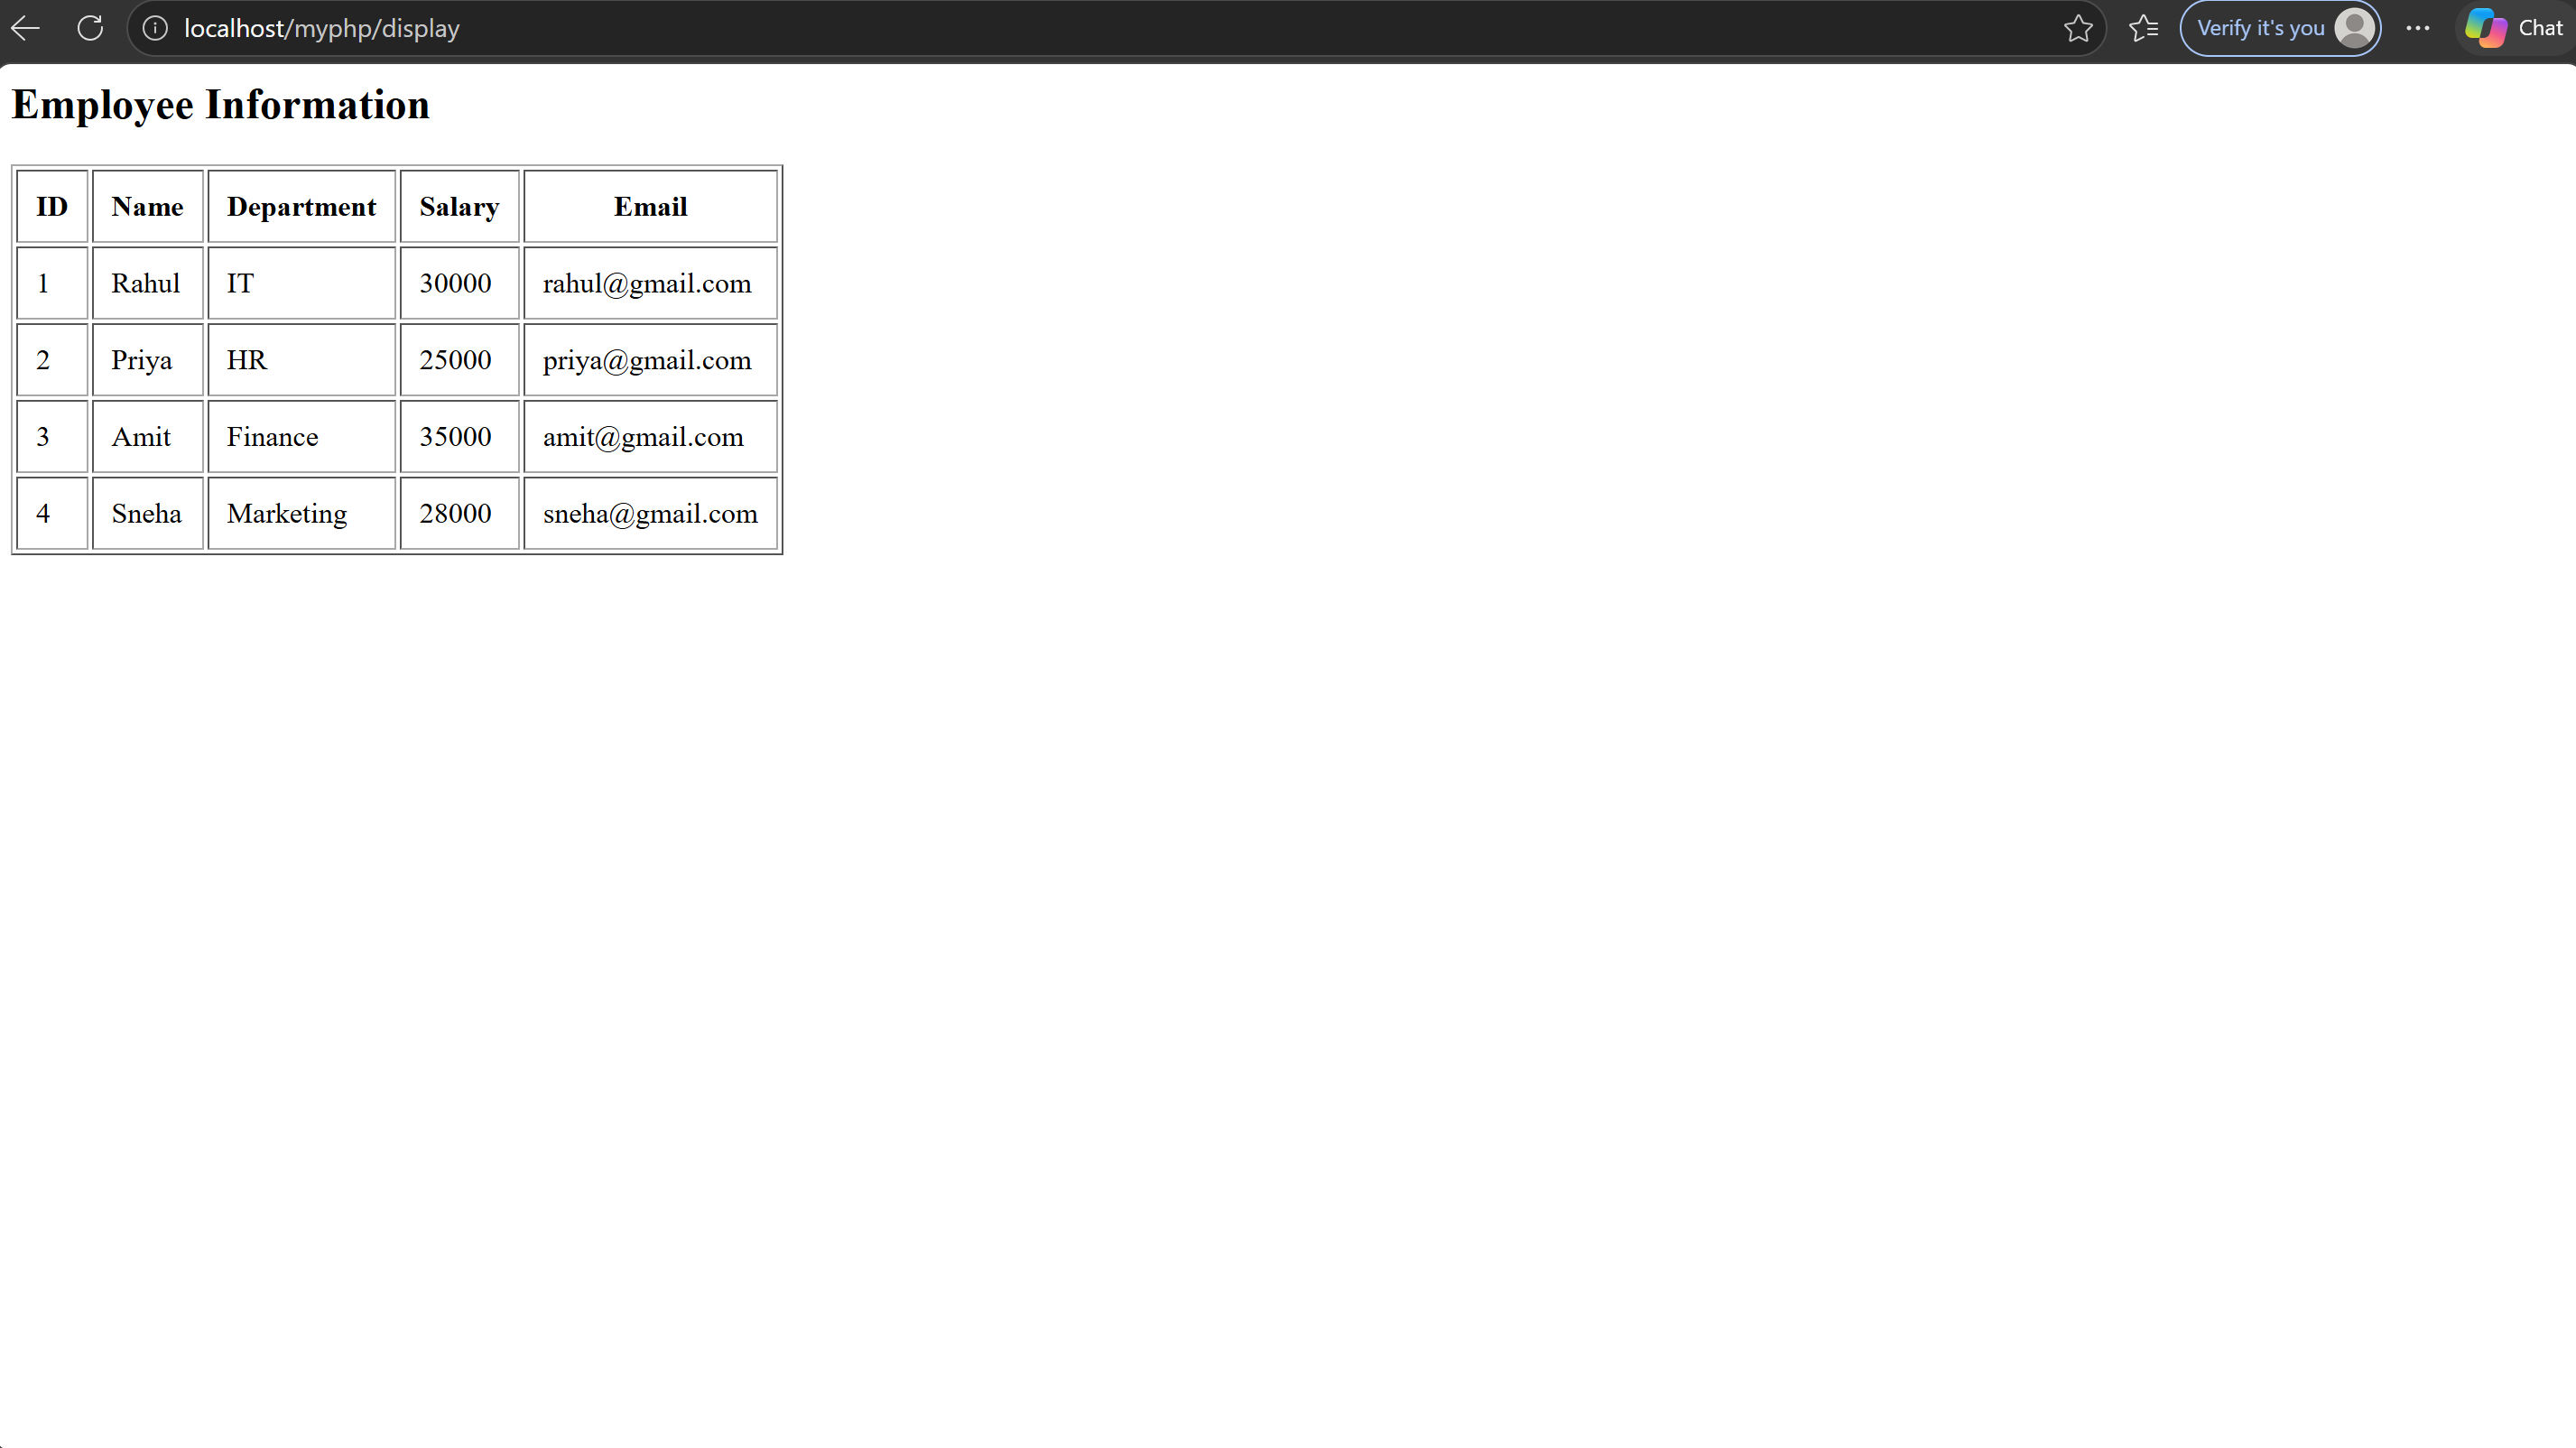 localhost/myphp/display
Verify it's you
Chat
Employee Information
ID Name Department Salary Email
1 Rahul IT 30000 rahul@gmail.com
2 Priya HR 25000 priya@gmail.com
3 Amit Finance 35000 amit@gmail.com
4 Sneha Marketing 28000 sneha@gmail.com